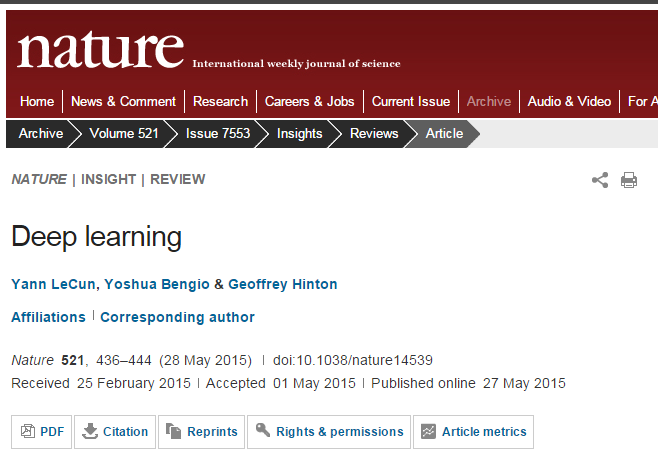 nature International weekly journal of science
Home News & Comment Research Careers & Jobs Current Issue Archive Audio & Video For A
Archive Volume 521 Issue 7553 Insights Reviews Article
NATURE | INSIGHT | REVIEW
Deep learning
Yann LeCun, Yoshua Bengio & Geoffrey Hinton
Affiliations | Corresponding author
Nature 521, 436–444 (28 May 2015) | doi:10.1038/nature14539
Received 25 February 2015 | Accepted 01 May 2015 | Published online 27 May 2015
PDF Citation Reprints Rights & permissions Article metrics